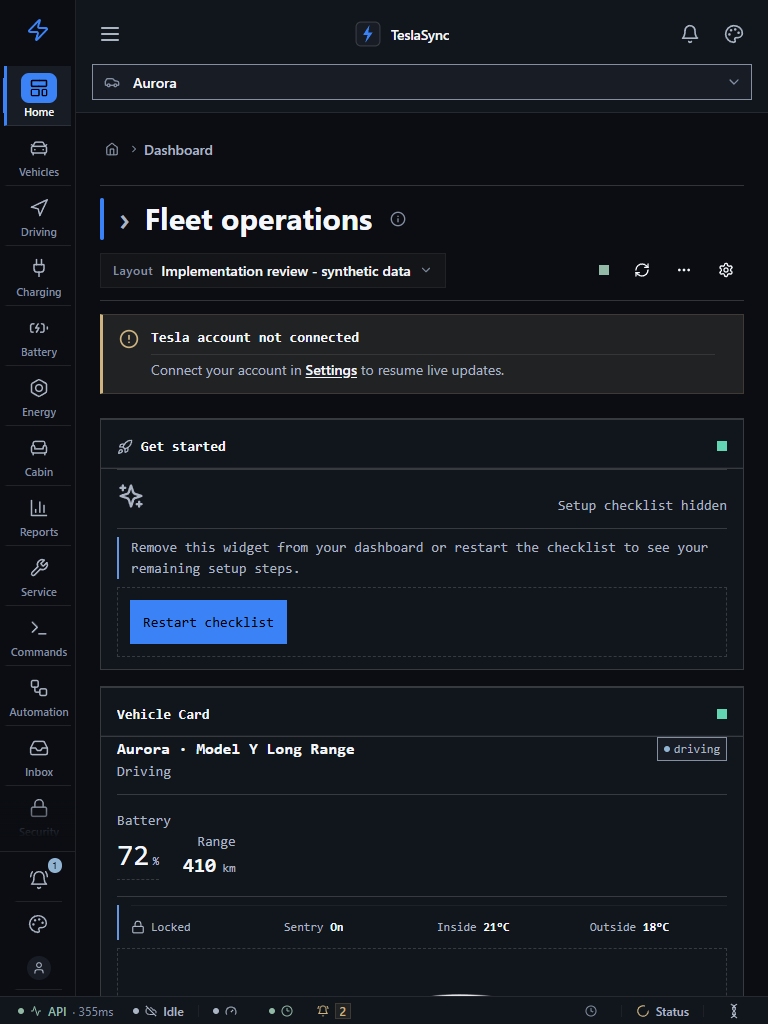 TeslaSync
Aurora
Home
Vehicles
Driving
Charging
Battery
Energy
Cabin
Reports
Service
Commands
Automation
Inbox
Security
1
Dashboard
Fleet operations
Layout Implementation review - synthetic data
Tesla account not connected
Connect your account in Settings to resume live updates.
Get started
Setup checklist hidden
Remove this widget from your dashboard or restart the checklist to see your
remaining setup steps.
Restart checklist
Vehicle Card
Aurora · Model Y Long Range
driving
Driving
Battery
Range
72 %
410 km
Locked
Sentry On
Inside 21°C
Outside 18°C
API · 355ms
Idle
2
Status